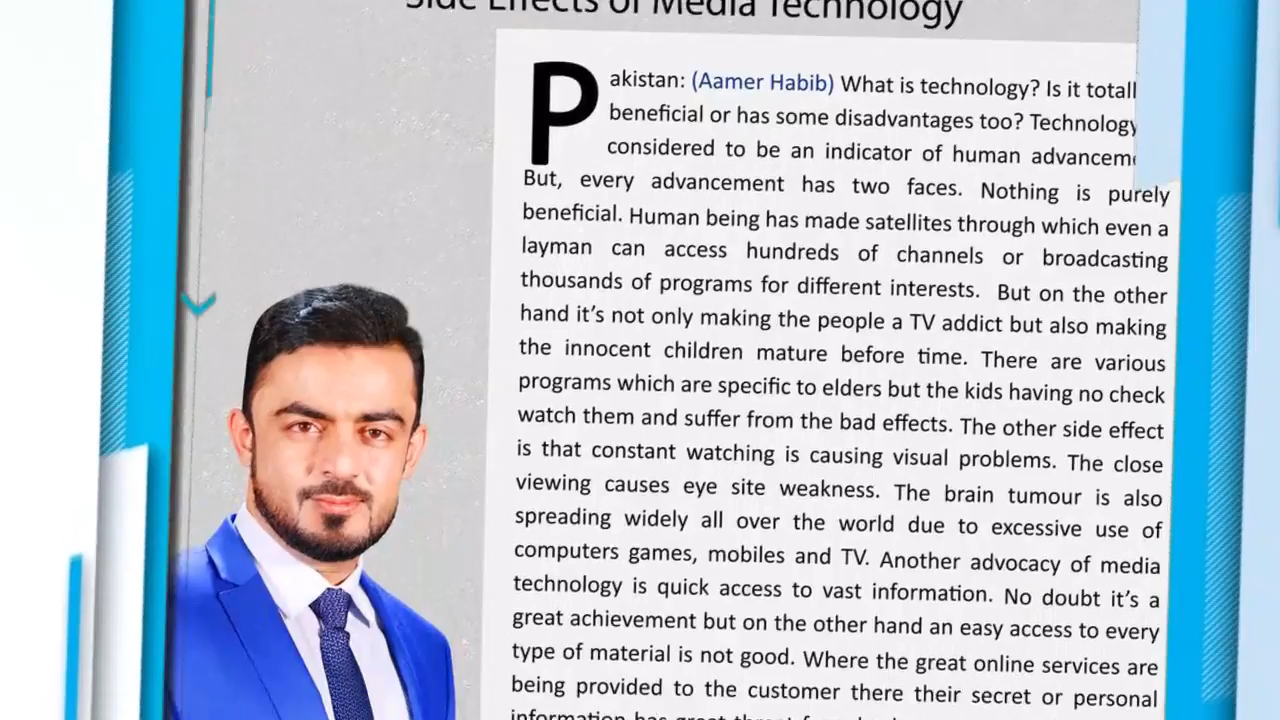 Side Effects of Media Technology
Pakistan: (Aamer Habib) What is technology? Is it totall
beneficial or has some disadvantages too? Technology
considered to be an indicator of human advanceme
But, every advancement has two faces. Nothing is purely
beneficial. Human being has made satellites through which even a
layman can access hundreds of channels or broadcasting
thousands of programs for different interests. But on the other
hand it's not only making the people a TV addict but also making
the innocent children mature before time. There are various
programs which are specific to elders but the kids having no check
watch them and suffer from the bad effects. The other side effect
is that constant watching is causing visual problems. The close
viewing causes eye site weakness. The brain tumour is also
spreading widely all over the world due to excessive use of
computers games, mobiles and TV. Another advocacy of media
technology is quick access to vast information. No doubt it's a
great achievement but on the other hand an easy access to every
type of material is not good. Where the great online services are
being provided to the customer there their secret or personal
information has great threat